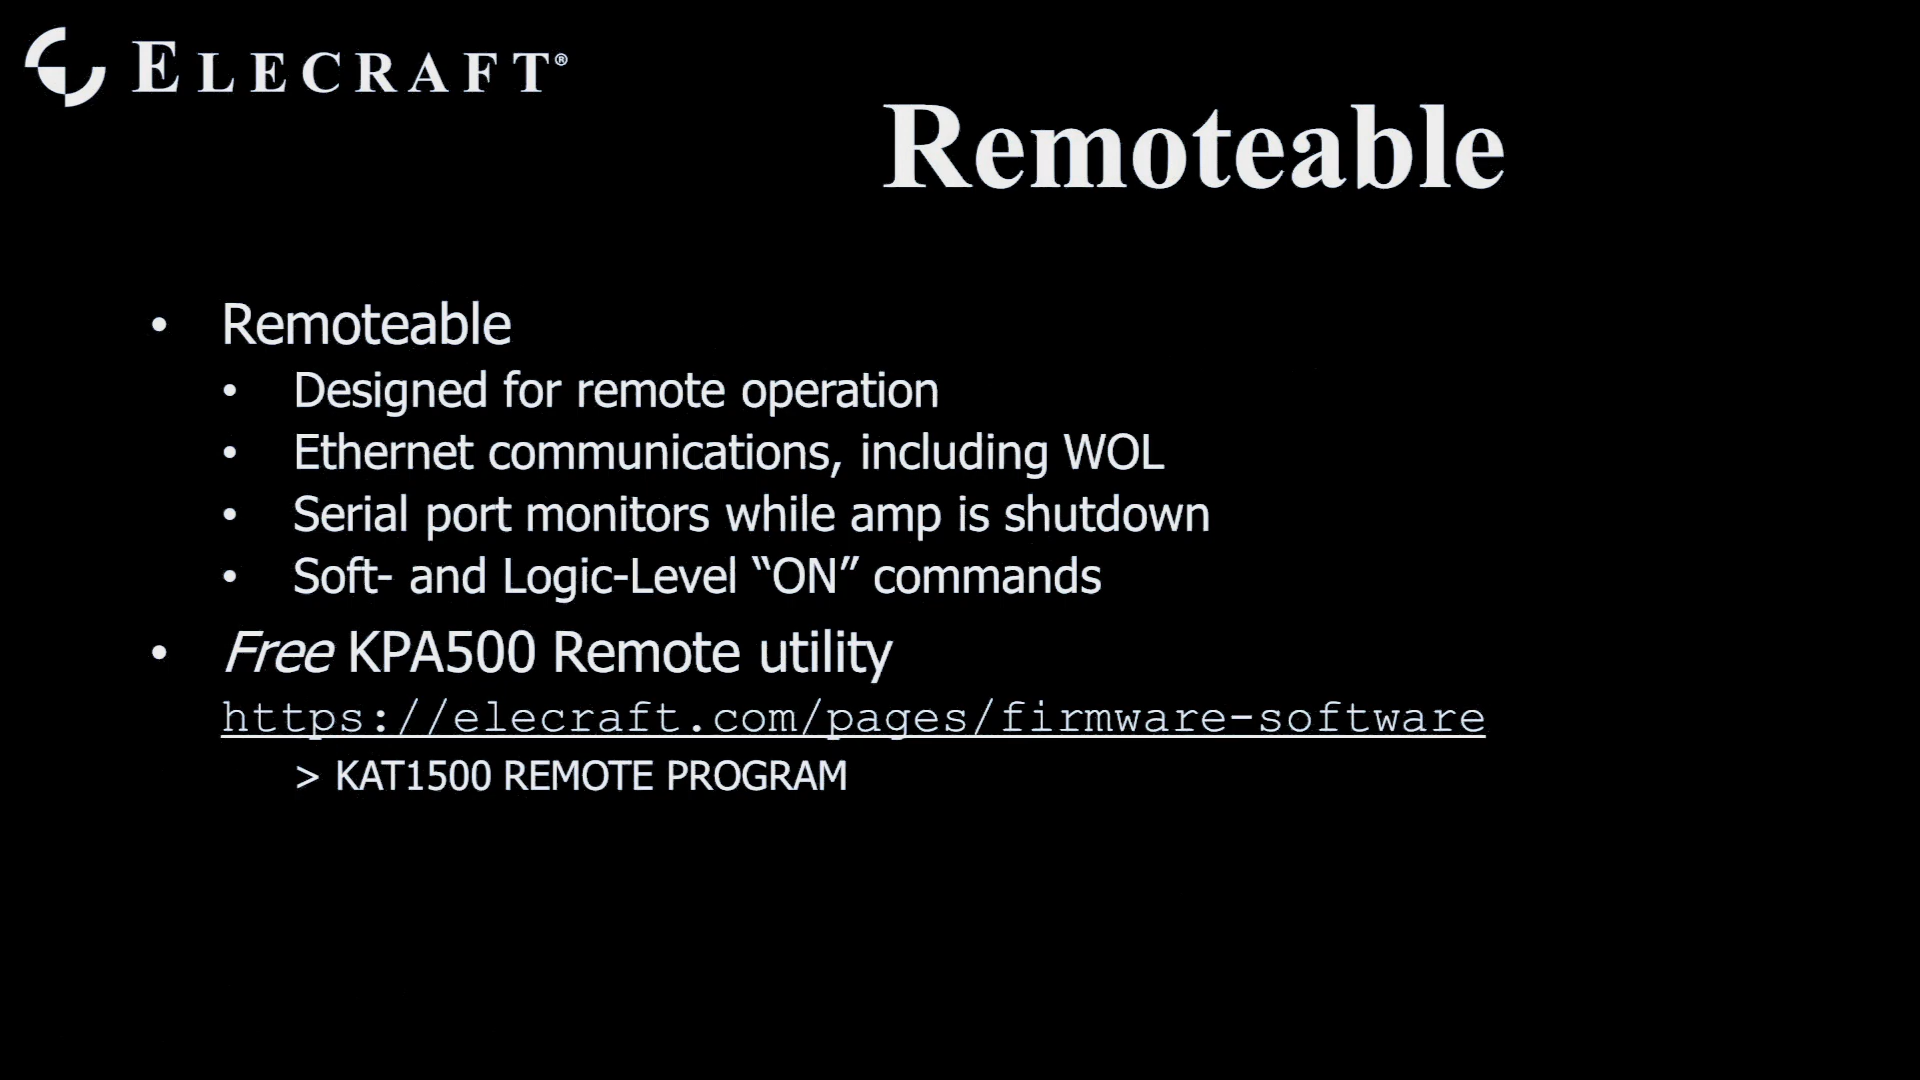 ELECRAFT®
Remoteable
• Remoteable
• Designed for remote operation
• Ethernet communications, including WOL
• Serial port monitors while amp is shutdown
• Soft- and Logic-Level “ON” commands
• Free KPA500 Remote utility
https://elecraft.com/pages/firmware-software
> KAT1500 REMOTE PROGRAM